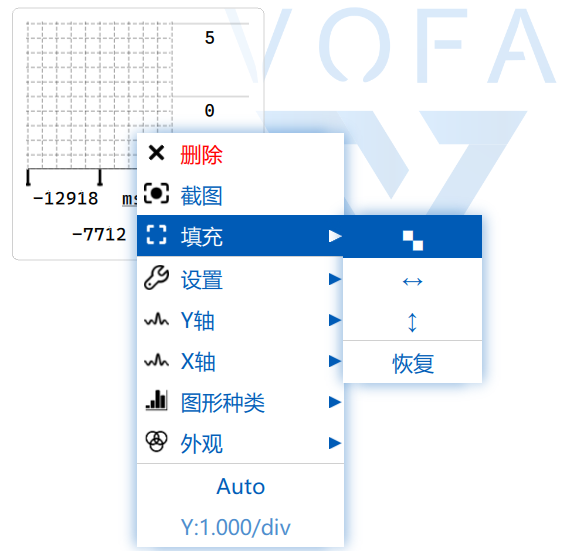 VOFA
5
0
-12918 ms
-7712
删除
截图
填充
设置
Y轴
X轴
图形种类
外观
Auto
Y:1.000/div
恢复